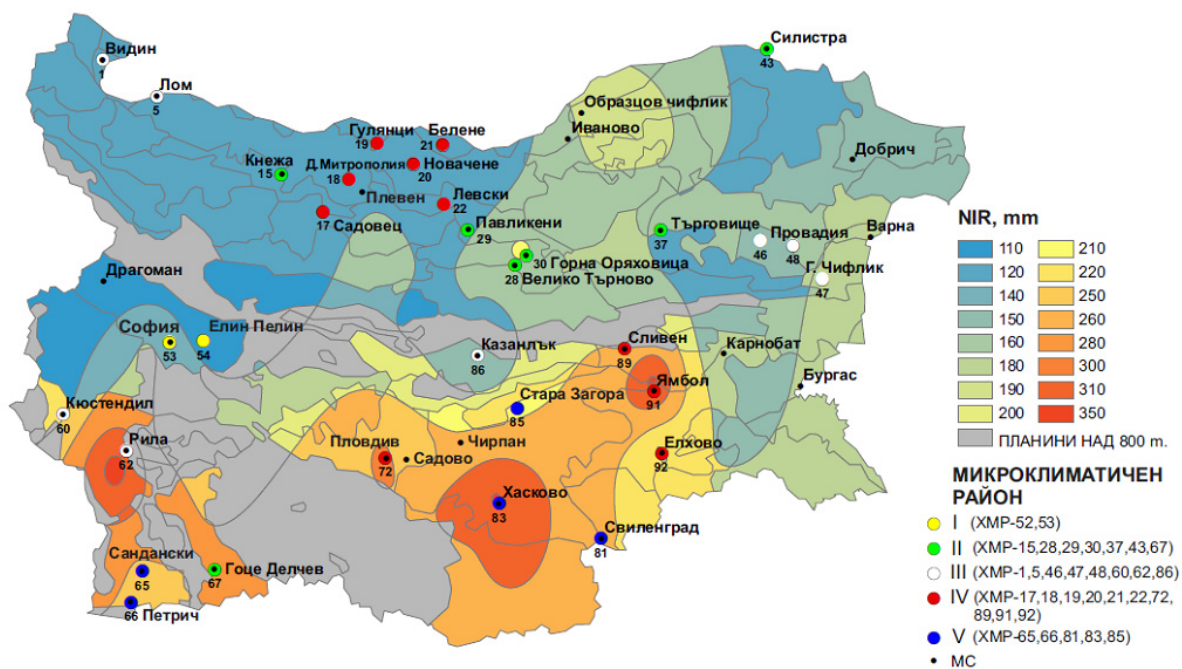 Видин
1
Лом
5
Силистра
43
Образцов чифлик
Иваново
Гулянци
19
Белене
21
Добрич
Кнежа
15
Д.Митрополия
18
Новачене
20
Плевен
Левски
22
17 Садовец
Павликени
29
Търговище
37
Провадия
46
48
Варна
30 Горна Оряховица
28 Велико Търново
Г. Чифлик
47
Драгоман
София
53
Елин Пелин
54
Казанлък
86
Сливен
89
Карнобат
Ямбол
91
Бургас
Кюстендил
60
Стара Загора
85
Рила
62
Пловдив
72
Садово
Чирпан
Елхово
92
Хасково
83
Свиленград
81
Сандански
65
Гоце Делчев
67
66 Петрич
NIR, mm
110 210
120 220
140 250
150 260
160 280
180 300
190 310
200 350
ПЛАНИНИ НАД 800 m.
МИКРОКЛИМАТИЧЕН
РАЙОН
I (ХМР-52,53)
II (ХМР-15,28,29,30,37,43,67)
III (ХМР-1,5,46,47,48,60,62,86)
IV (ХМР-17,18,19,20,21,22,72,
89,91,92)
V (ХМР-65,66,81,83,85)
МС